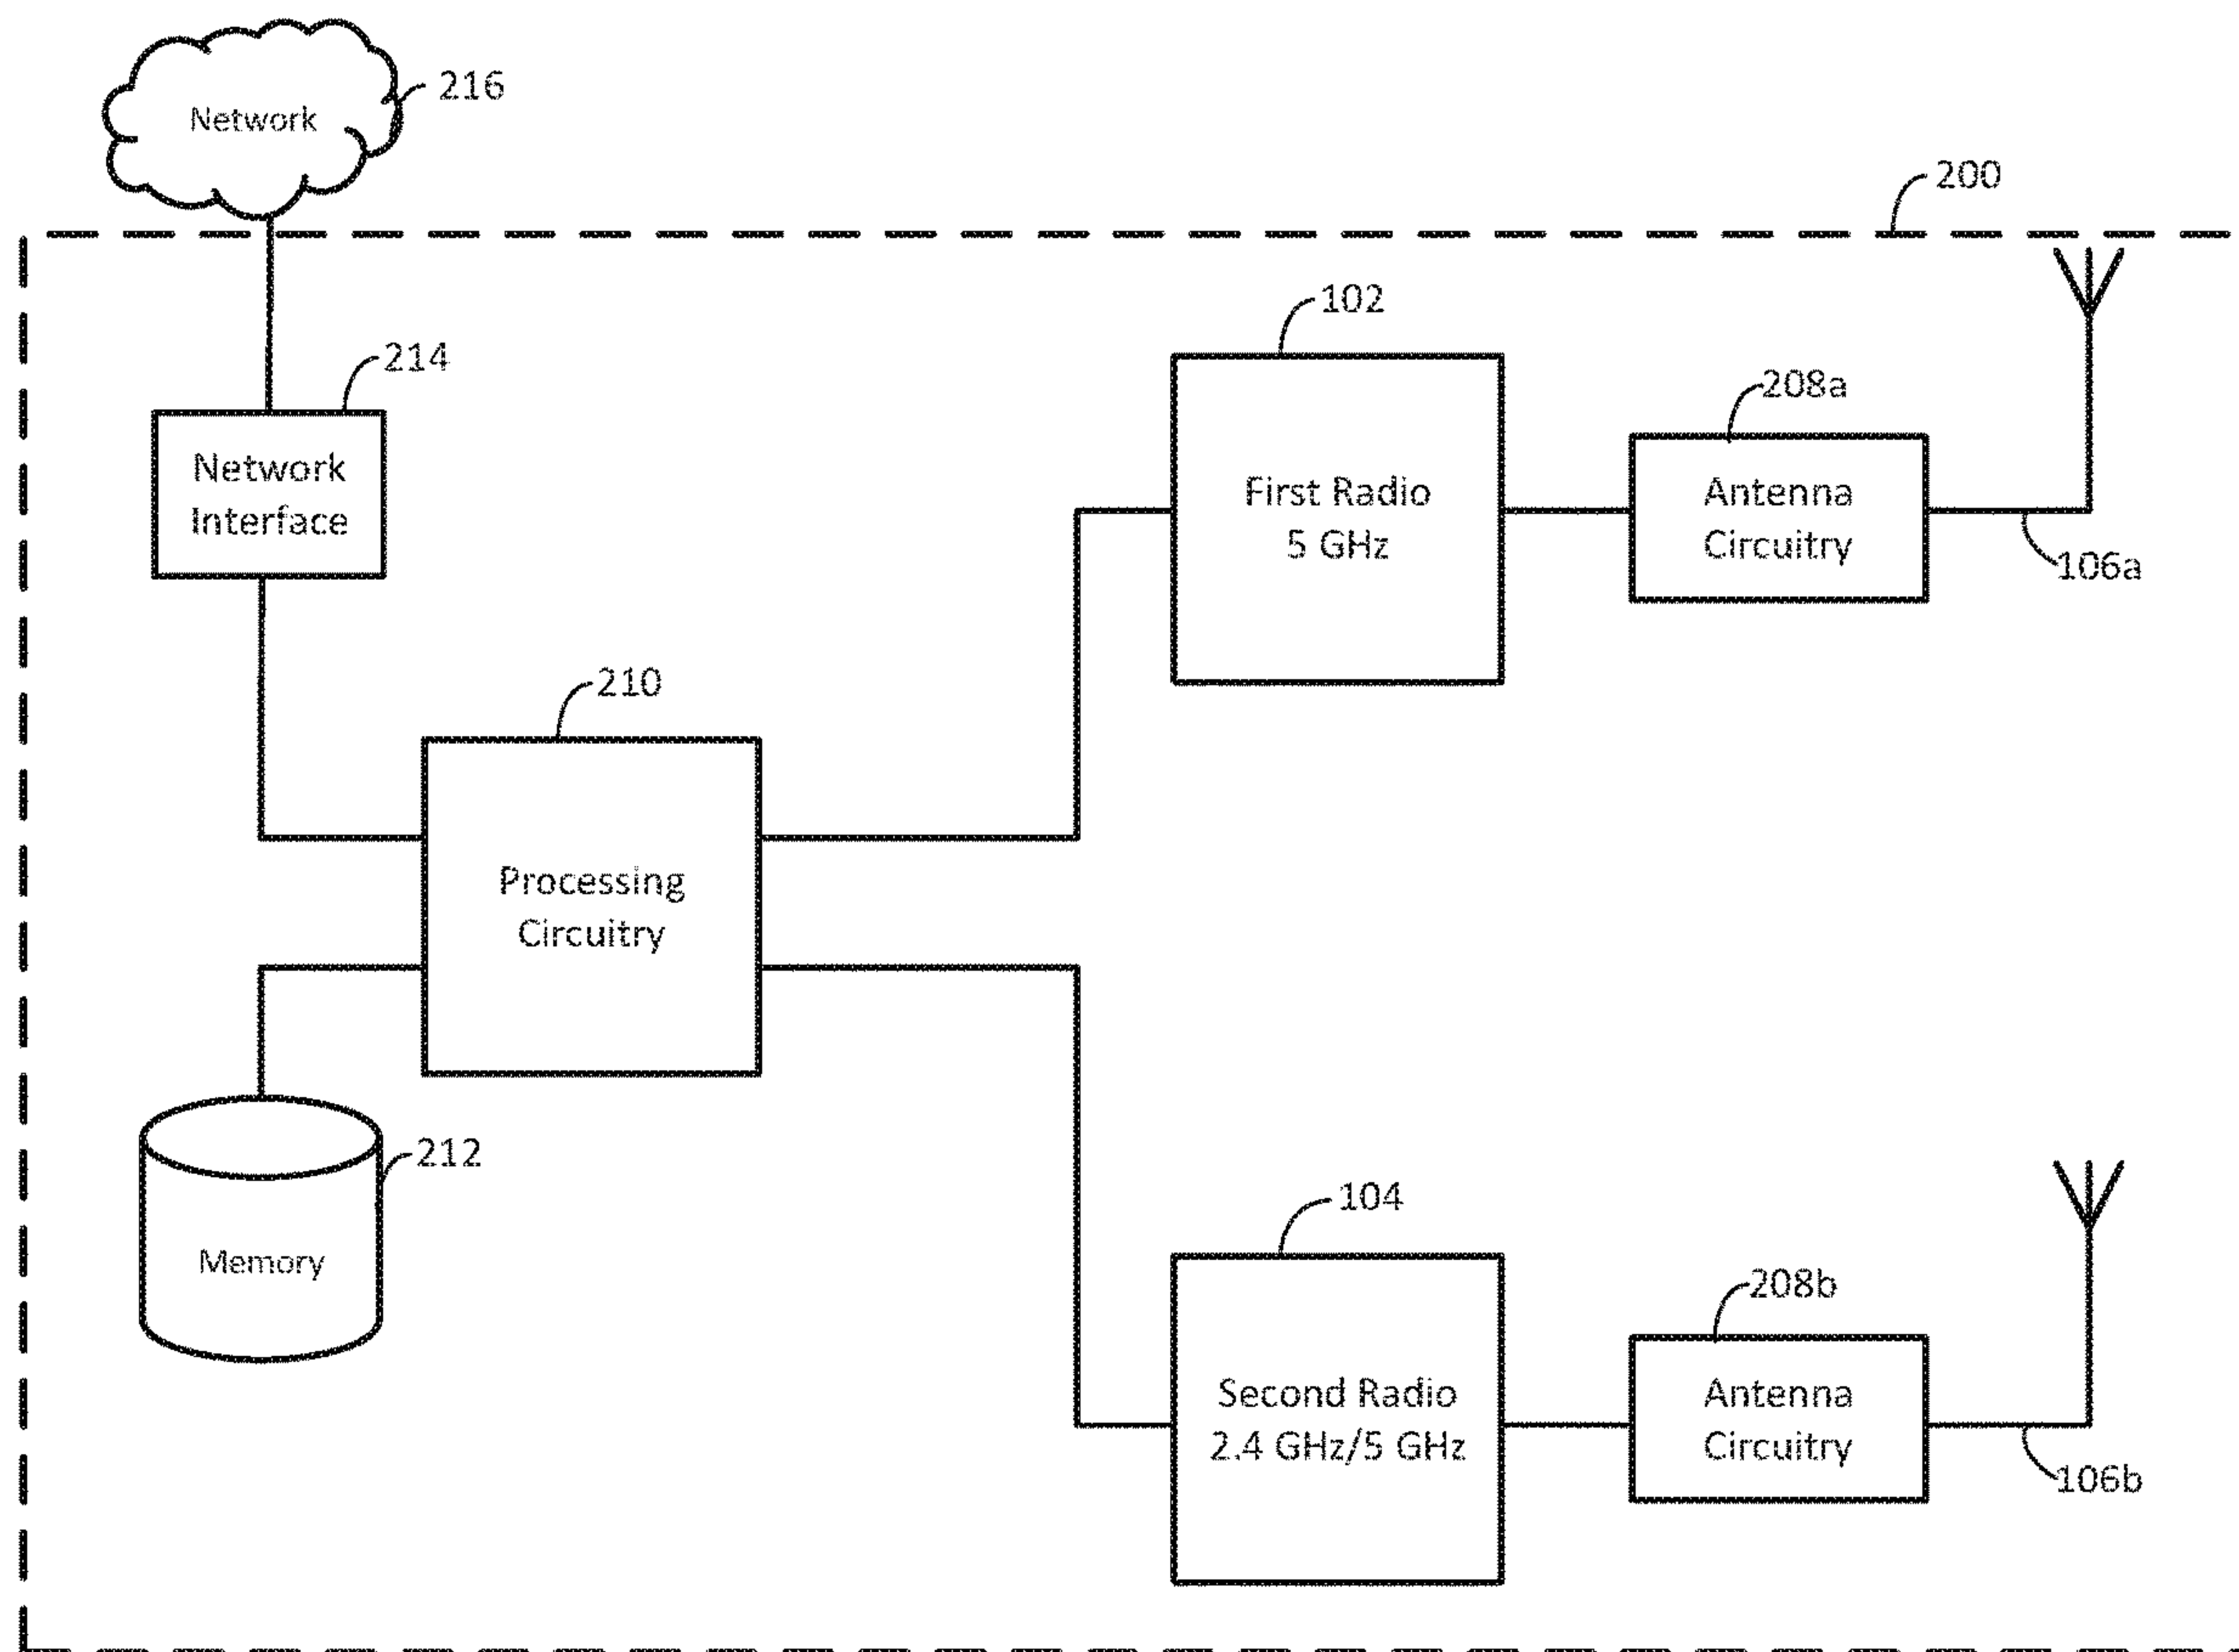 216
Network
200
102
214
208a
Network
Interface
First Radio
5 GHz
Antenna
Circuitry
106a
210
Processing
Circuitry
212
Memory
104
208b
Second Radio
2.4 GHz/5 GHz
Antenna
Circuitry
106b